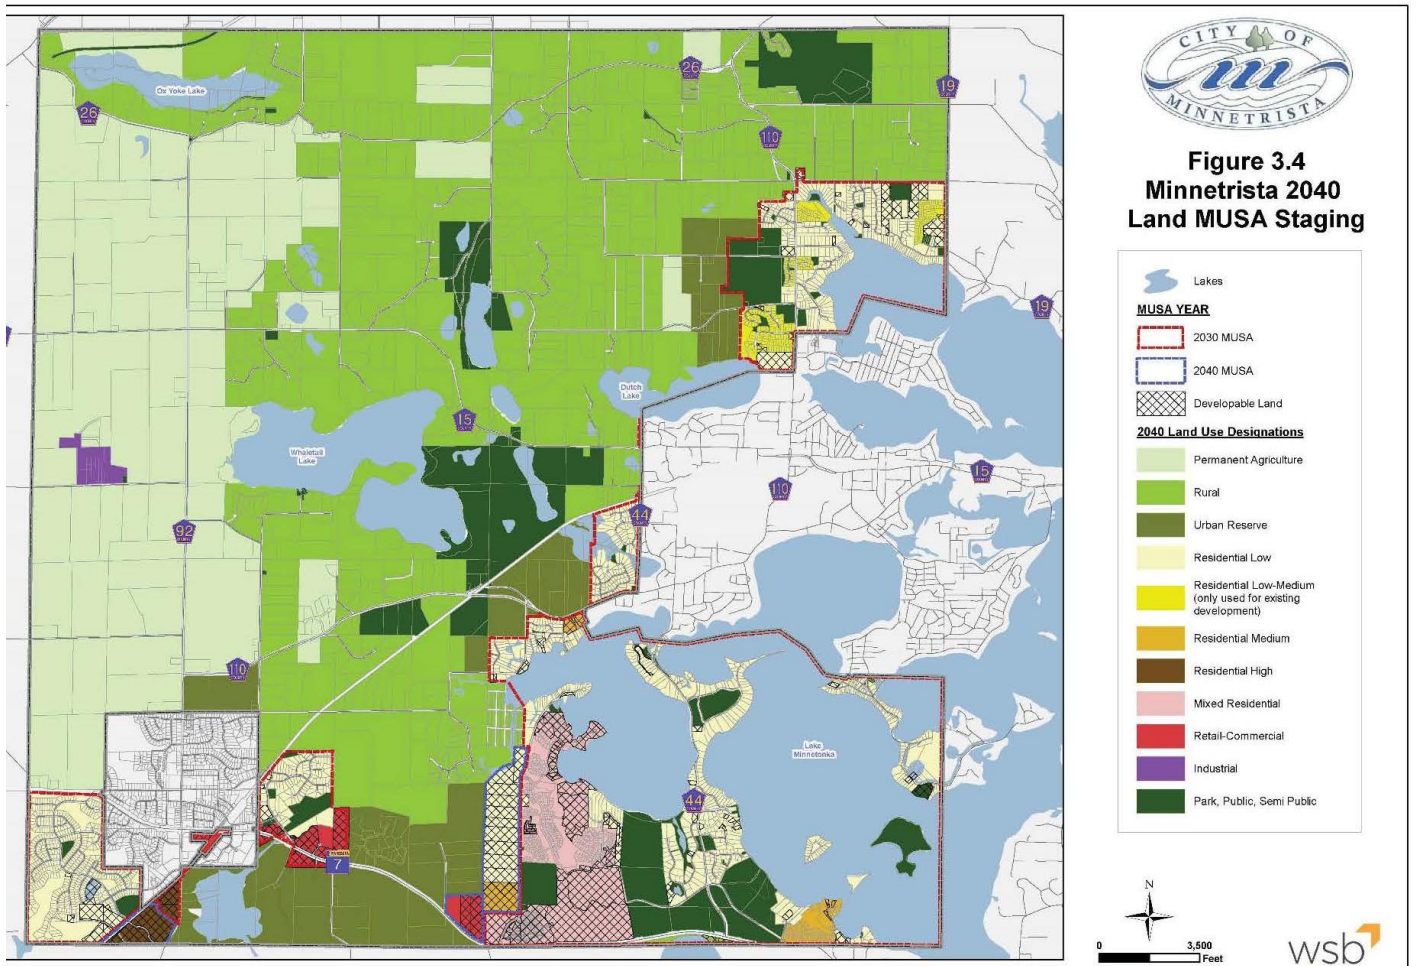 CITY OF
MINNETRISTA
Figure 3.4
Minnetrista 2040
Land MUSA Staging
Lakes
MUSA YEAR
2030 MUSA
2040 MUSA
Developable Land
2040 Land Use Designations
Permanent Agriculture
Rural
Urban Reserve
Residential Low
Residential Low-Medium
(only used for existing
development)
Residential Medium
Residential High
Mixed Residential
Retail-Commercial
Industrial
Park, Public, Semi Public
N
0 3,500
Feet
wsb
Ox Yoke Lake
26
26
19
110
19
Dutch
Lake
15
Whaletail
Lake
15
110
44
92
110
Lake
Minnetonka
44
7